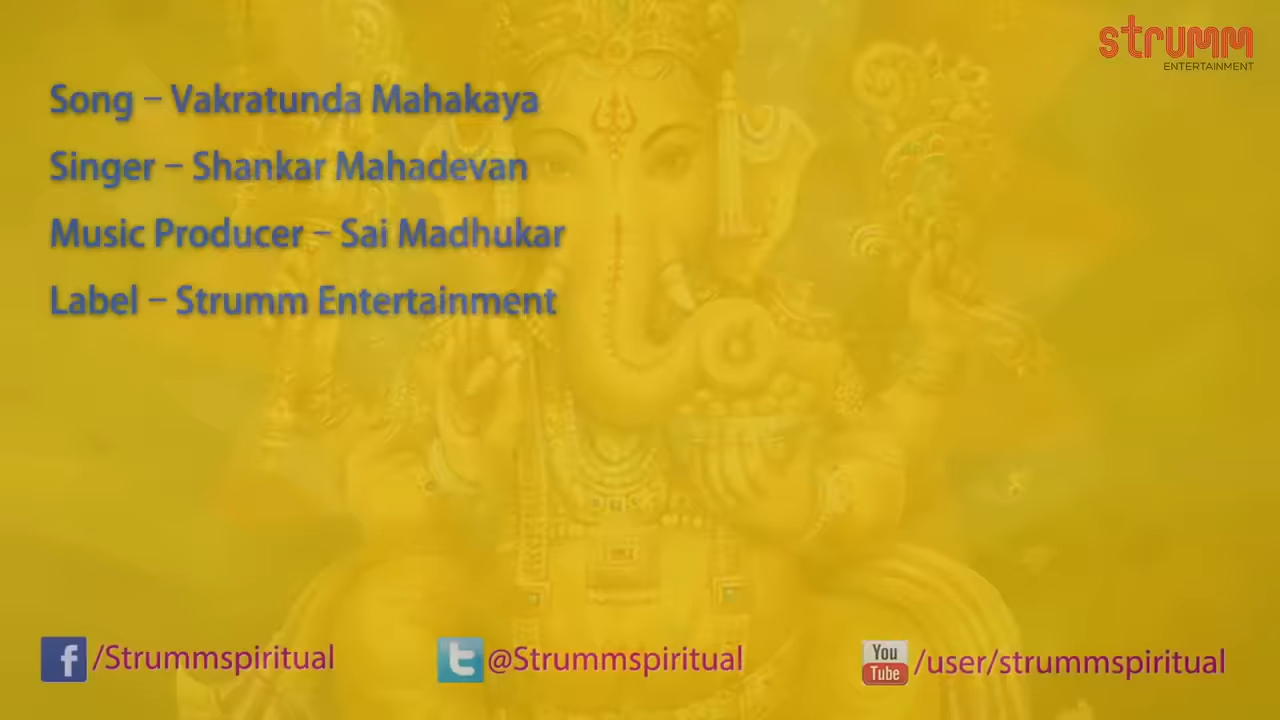 strumm
ENTERTAINMENT
Song – Vakratunda Mahakaya
Singer – Shankar Mahadevan
Music Producer – Sai Madhukar
Label – Strumm Entertainment
f /Strummspiritual
t @Strummspiritual
You
Tube /user/strummspiritual